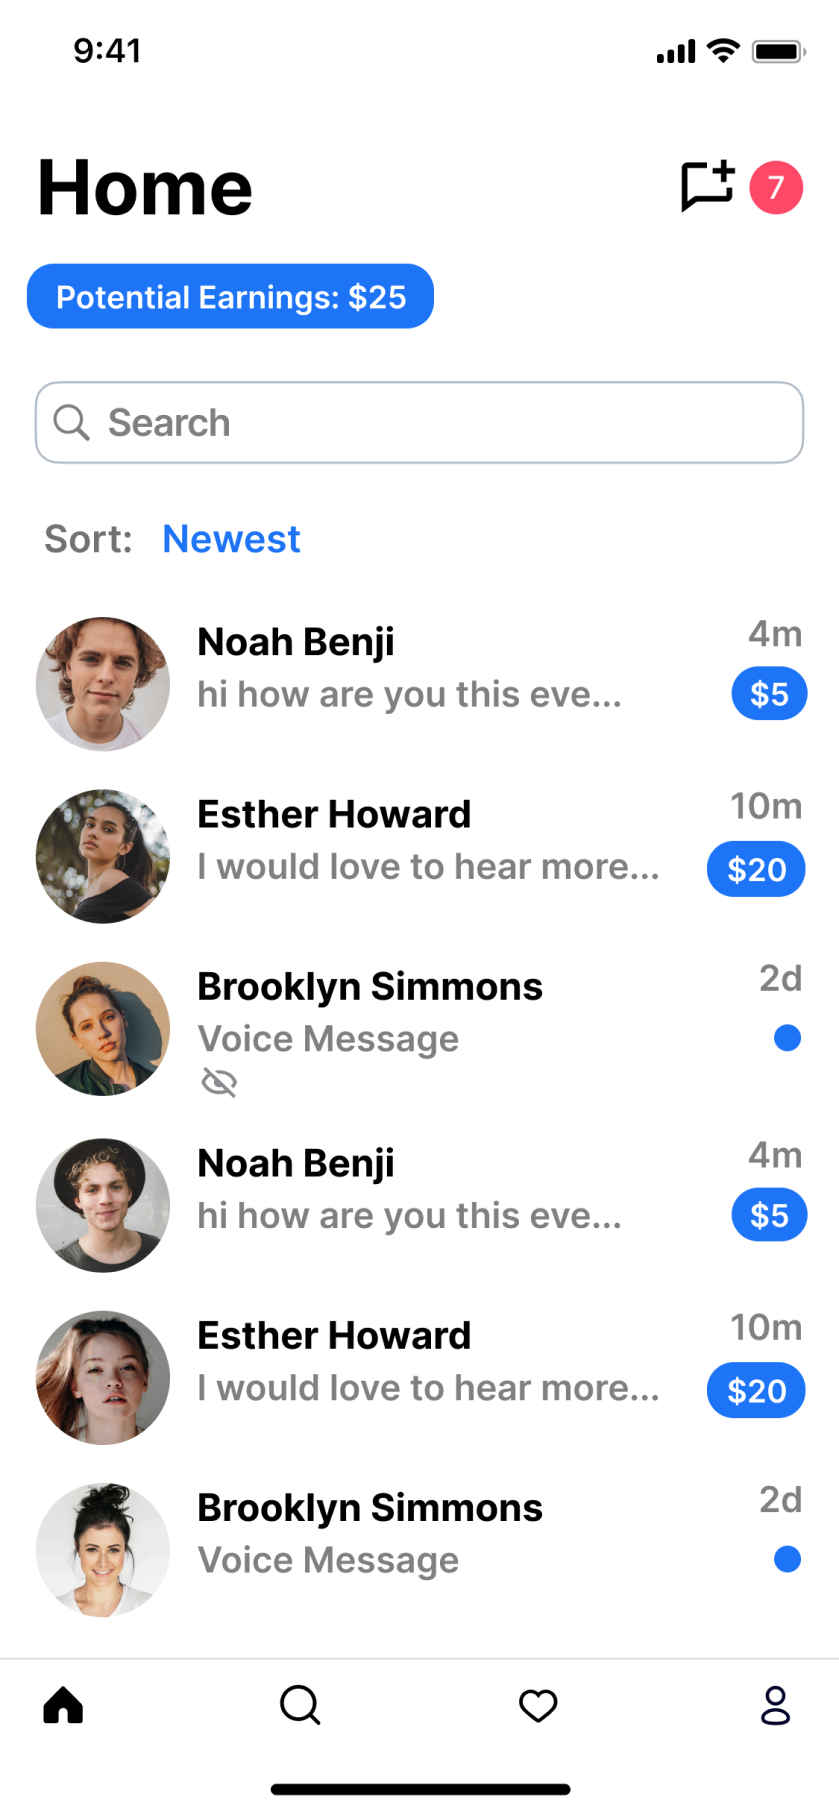 9:41
Home
7
Potential Earnings: $25
Search
Sort: Newest
Noah Benji 4m
hi how are you this eve... $5
Esther Howard 10m
I would love to hear more... $20
Brooklyn Simmons 2d
Voice Message
Noah Benji 4m
hi how are you this eve... $5
Esther Howard 10m
I would love to hear more... $20
Brooklyn Simmons 2d
Voice Message